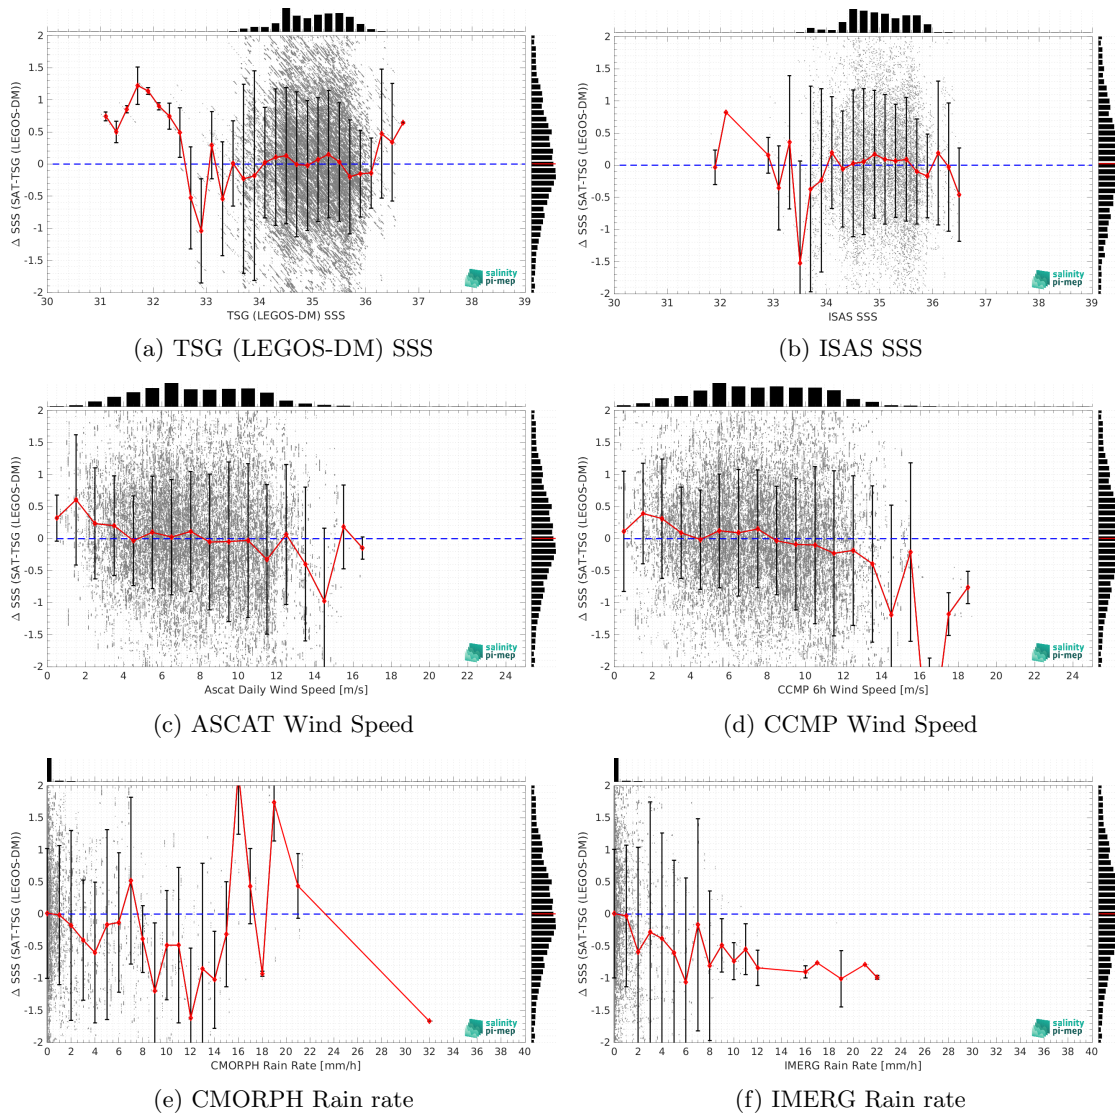 2
1.5
1
0.5
0
-0.5
-1
-1.5
-2
Δ SSS (SAT-TSG (LEGOS-DM))
30 31 32 33 34 35 36 37 38 39
TSG (LEGOS-DM) SSS
salinity
pi-mep
(a) TSG (LEGOS-DM) SSS
2
1.5
1
0.5
0
-0.5
-1
-1.5
-2
Δ SSS (SAT-TSG (LEGOS-DM))
30 31 32 33 34 35 36 37 38 39
ISAS SSS
salinity
pi-mep
(b) ISAS SSS
2
1.5
1
0.5
0
-0.5
-1
-1.5
-2
Δ SSS (SAT-TSG (LEGOS-DM))
0 2 4 6 8 10 12 14 16 18 20 22 24
Ascat Daily Wind Speed [m/s]
salinity
pi-mep
(c) ASCAT Wind Speed
2
1.5
1
0.5
0
-0.5
-1
-1.5
-2
Δ SSS (SAT-TSG (LEGOS-DM))
0 2 4 6 8 10 12 14 16 18 20 22 24
CCMP 6h Wind Speed [m/s]
salinity
pi-mep
(d) CCMP Wind Speed
2
1.5
1
0.5
0
-0.5
-1
-1.5
-2
Δ SSS (SAT-TSG (LEGOS-DM))
0 2 4 6 8 10 12 14 16 18 20 22 24 26 28 30 32 34 36 38 40
CMORPH Rain Rate [mm/h]
salinity
pi-mep
(e) CMORPH Rain rate
2
1.5
1
0.5
0
-0.5
-1
-1.5
-2
Δ SSS (SAT-TSG (LEGOS-DM))
0 2 4 6 8 10 12 14 16 18 20 22 24 26 28 30 32 34 36 38 40
IMERG Rain Rate [mm/h]
salinity
pi-mep
(f) IMERG Rain rate